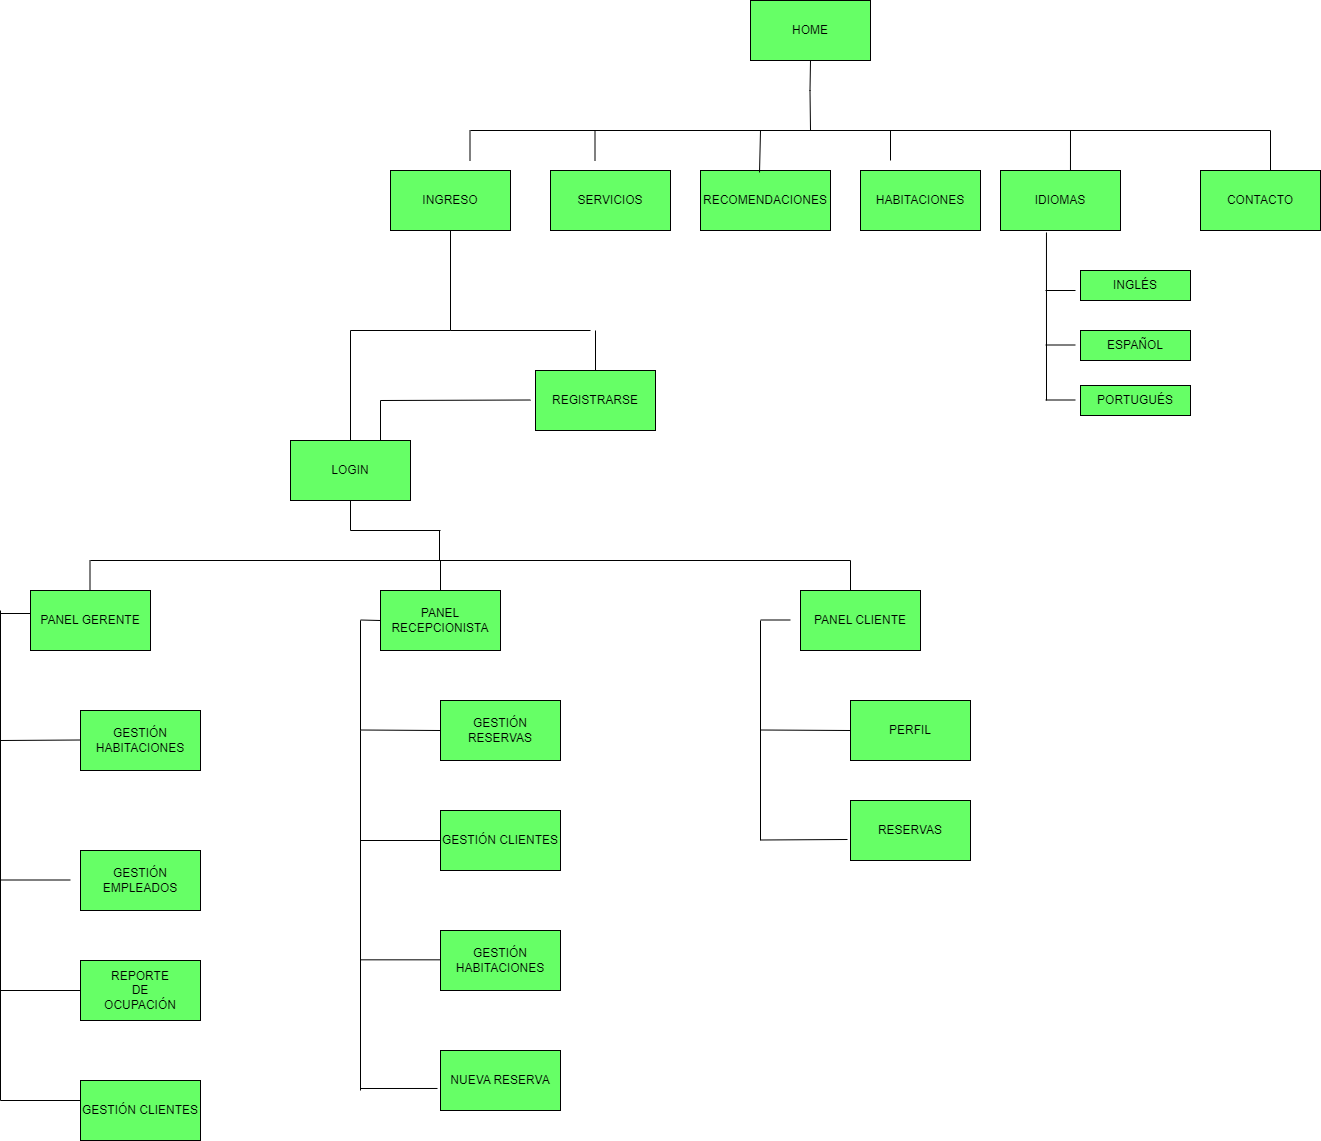 HOME
INGRESO
SERVICIOS
RECOMENDACIONES
HABITACIONES
IDIOMAS
CONTACTO
INGLÉS
ESPAÑOL
PORTUGUÉS
REGISTRARSE
LOGIN
PANEL GERENTE
GESTIÓN
HABITACIONES
GESTIÓN
EMPLEADOS
REPORTE
DE
OCUPACIÓN
GESTIÓN CLIENTES
PANEL
RECEPCIONISTA
GESTIÓN
RESERVAS
GESTIÓN CLIENTES
GESTIÓN
HABITACIONES
NUEVA RESERVA
PANEL CLIENTE
PERFIL
RESERVAS